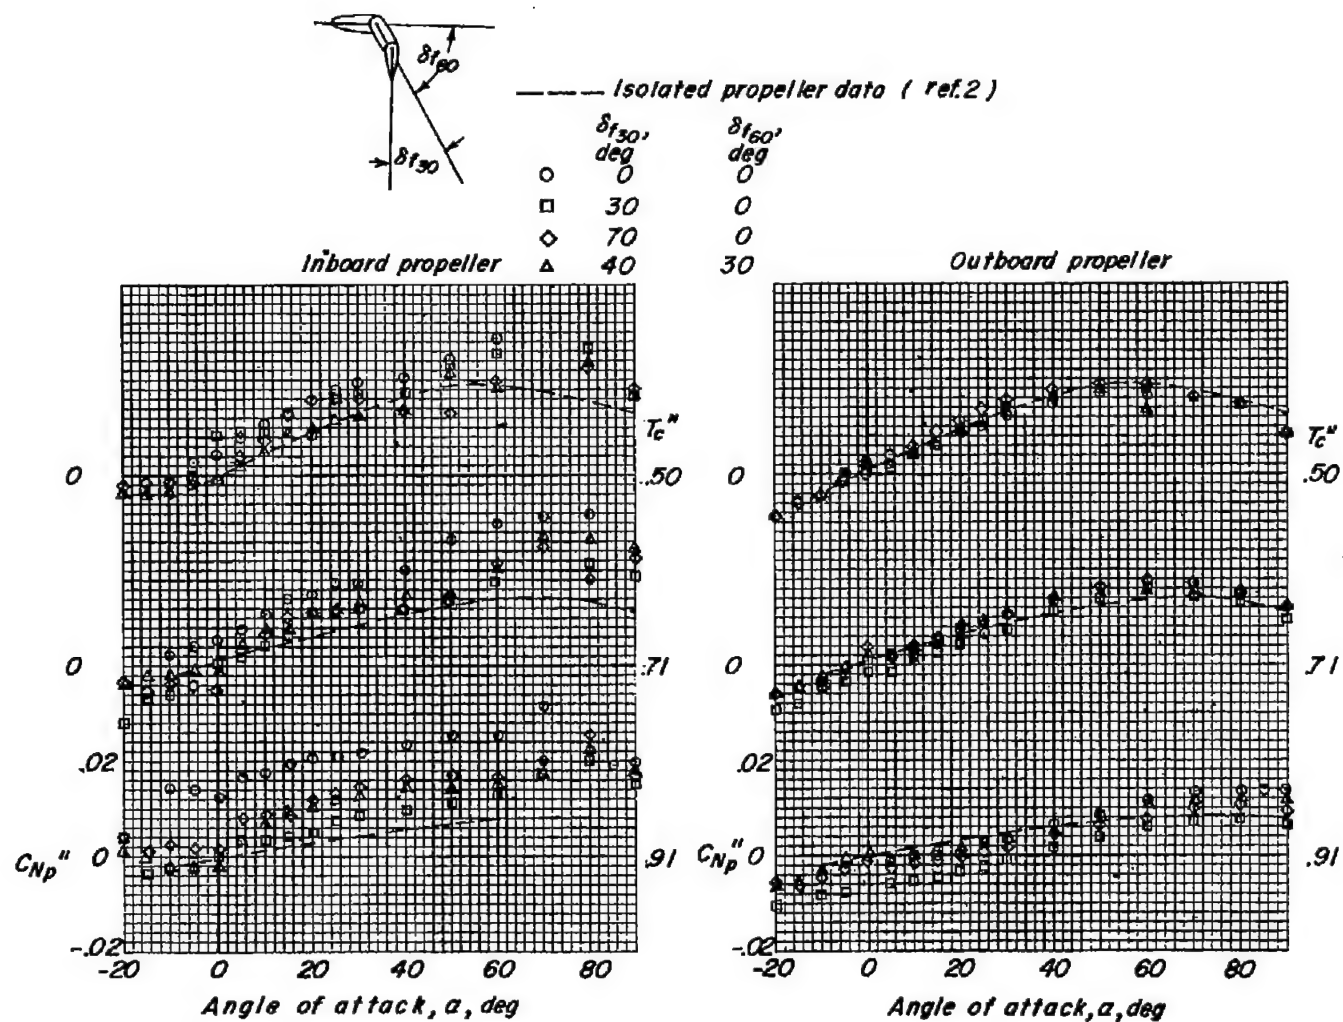 δf60
δf30
Isolated propeller data ( ref.2 )
δf30, δf60,
deg deg
0 0
30 0
70 0
40 30
Inboard propeller
Outboard propeller
Tc"
0 .50
0 .71
.02
CNp" 0 .91
-.02
-20 0 20 40 60 80
Angle of attack, α, deg
Tc"
0 .50
0 .71
.02
CNp" 0 .91
-.02
-20 0 20 40 60 80
Angle of attack, α, deg